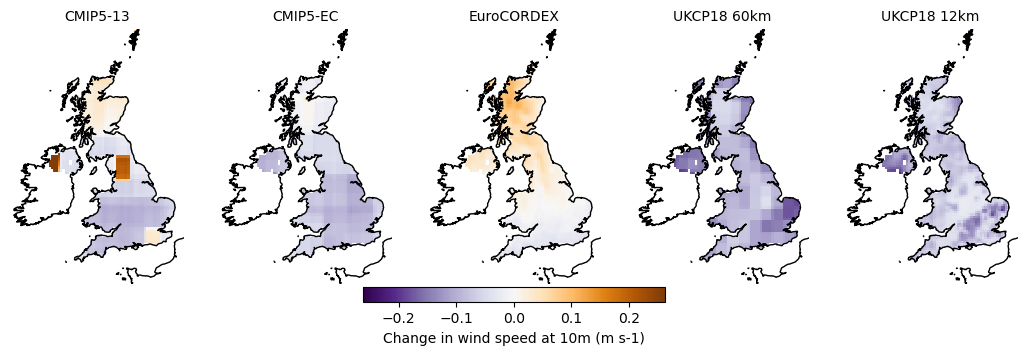 CMIP5-13
CMIP5-EC
EuroCORDEX
UKCP18 60km
UKCP18 12km
−0.2
−0.1
0.0
0.1
0.2
Change in wind speed at 10m (m s-1)